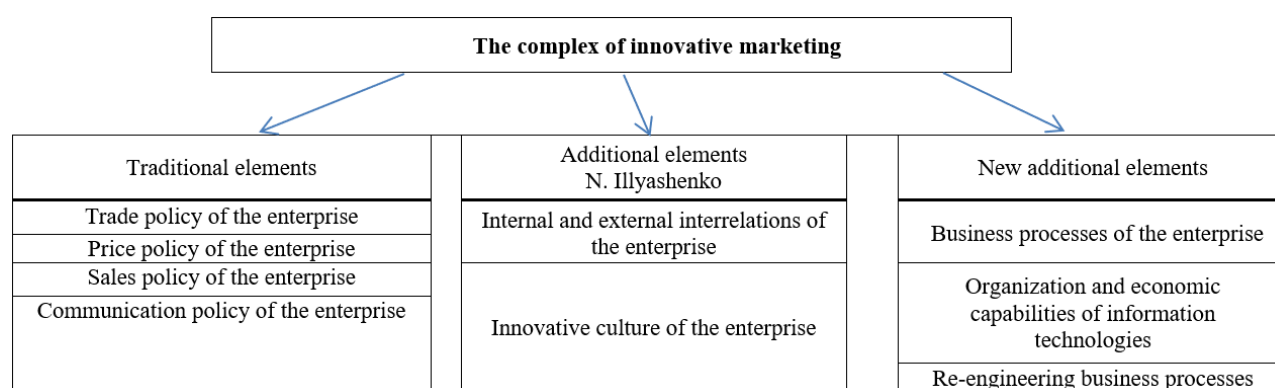 The complex of innovative marketing
Traditional elements
Trade policy of the enterprise
Price policy of the enterprise
Sales policy of the enterprise
Communication policy of the enterprise
Additional elements
N. Illyashenko
Internal and external interrelations of
the enterprise
Innovative culture of the enterprise
New additional elements
Business processes of the enterprise
Organization and economic
capabilities of information
technologies
Re-engineering business processes